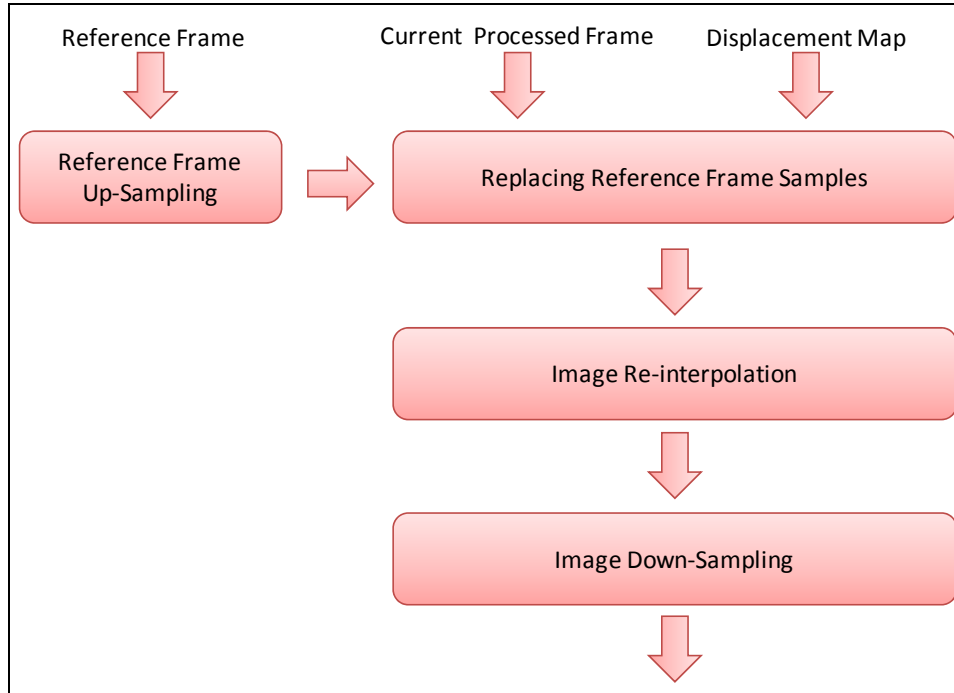 Reference Frame
Current Processed Frame
Displacement Map
Reference Frame
Up-Sampling
Replacing Reference Frame Samples
Image Re-interpolation
Image Down-Sampling